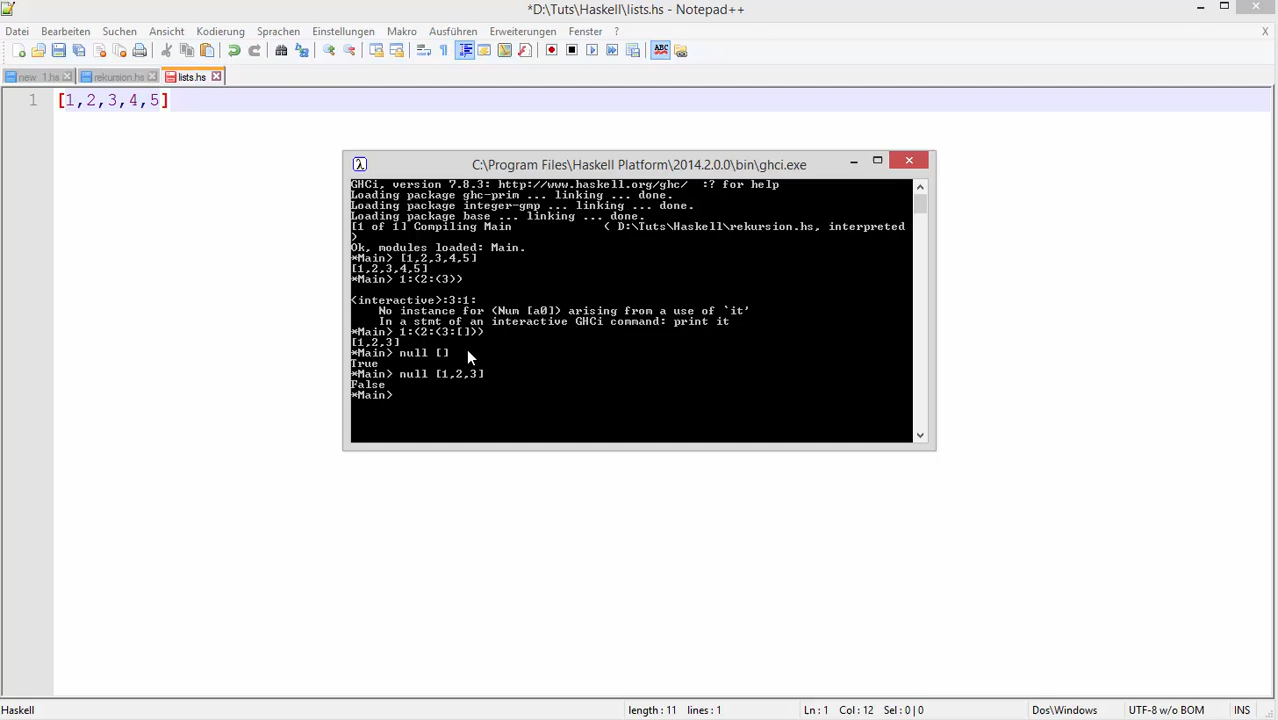 *D:\Tuts\Haskell\lists.hs - Notepad++
Datei Bearbeiten Suchen Ansicht Kodierung Sprachen Einstellungen Makro Ausführen Erweiterungen Fenster ? X
new 1.hs rekursion.hs lists.hs
1 [1,2,3,4,5]
C:\Program Files\Haskell Platform\2014.2.0.0\bin\ghci.exe
GHCi, version 7.8.3: http://www.haskell.org/ghc/  :? for help
Loading package ghc-prim ... linking ... done.
Loading package integer-gmp ... linking ... done.
Loading package base ... linking ... done.
[1 of 1] Compiling Main             ( D:\Tuts\Haskell\rekursion.hs, interpreted
)
Ok, modules loaded: Main.
*Main> [1,2,3,4,5]
[1,2,3,4,5]
*Main> 1:(2:(3))
<interactive>:3:1:
    No instance for (Num [a0]) arising from a use of `it'
    In a stmt of an interactive GHCi command: print it
*Main> 1:(2:(3:[]))
[1,2,3]
*Main> null []
True
*Main> null [1,2,3]
False
*Main>
Haskell length : 11 lines : 1 Ln : 1 Col : 12 Sel : 0 | 0 Dos\Windows UTF-8 w/o BOM INS